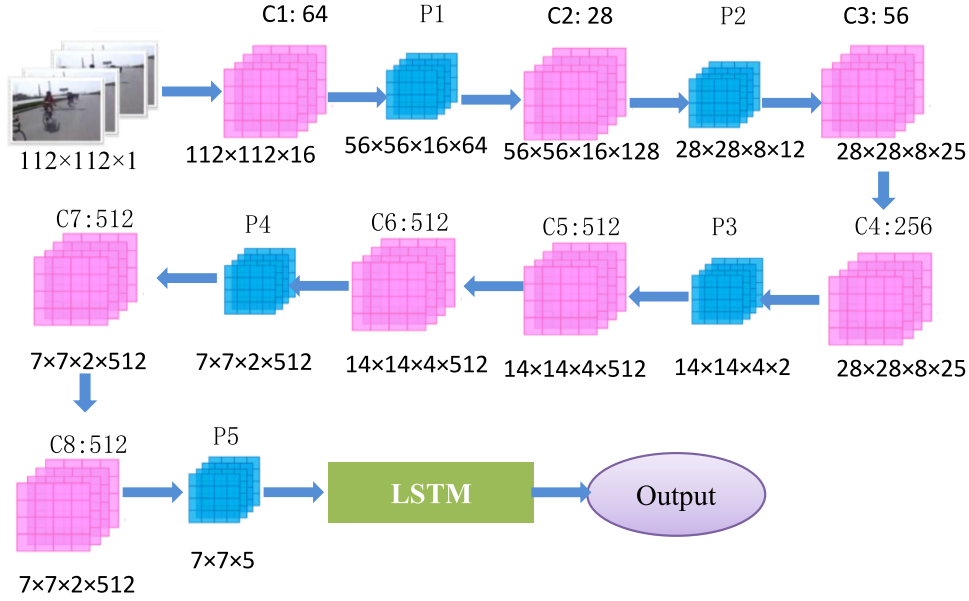 C1: 64
P1
C2: 28
P2
C3: 56
112×112×1
112×112×16
56×56×16×64
56×56×16×128
28×28×8×12
28×28×8×25
C7:512
P4
C6:512
C5:512
P3
C4:256
7×7×2×512
7×7×2×512
14×14×4×512
14×14×4×512
14×14×4×2
28×28×8×25
C8:512
P5
LSTM
Output
7×7×5
7×7×2×512